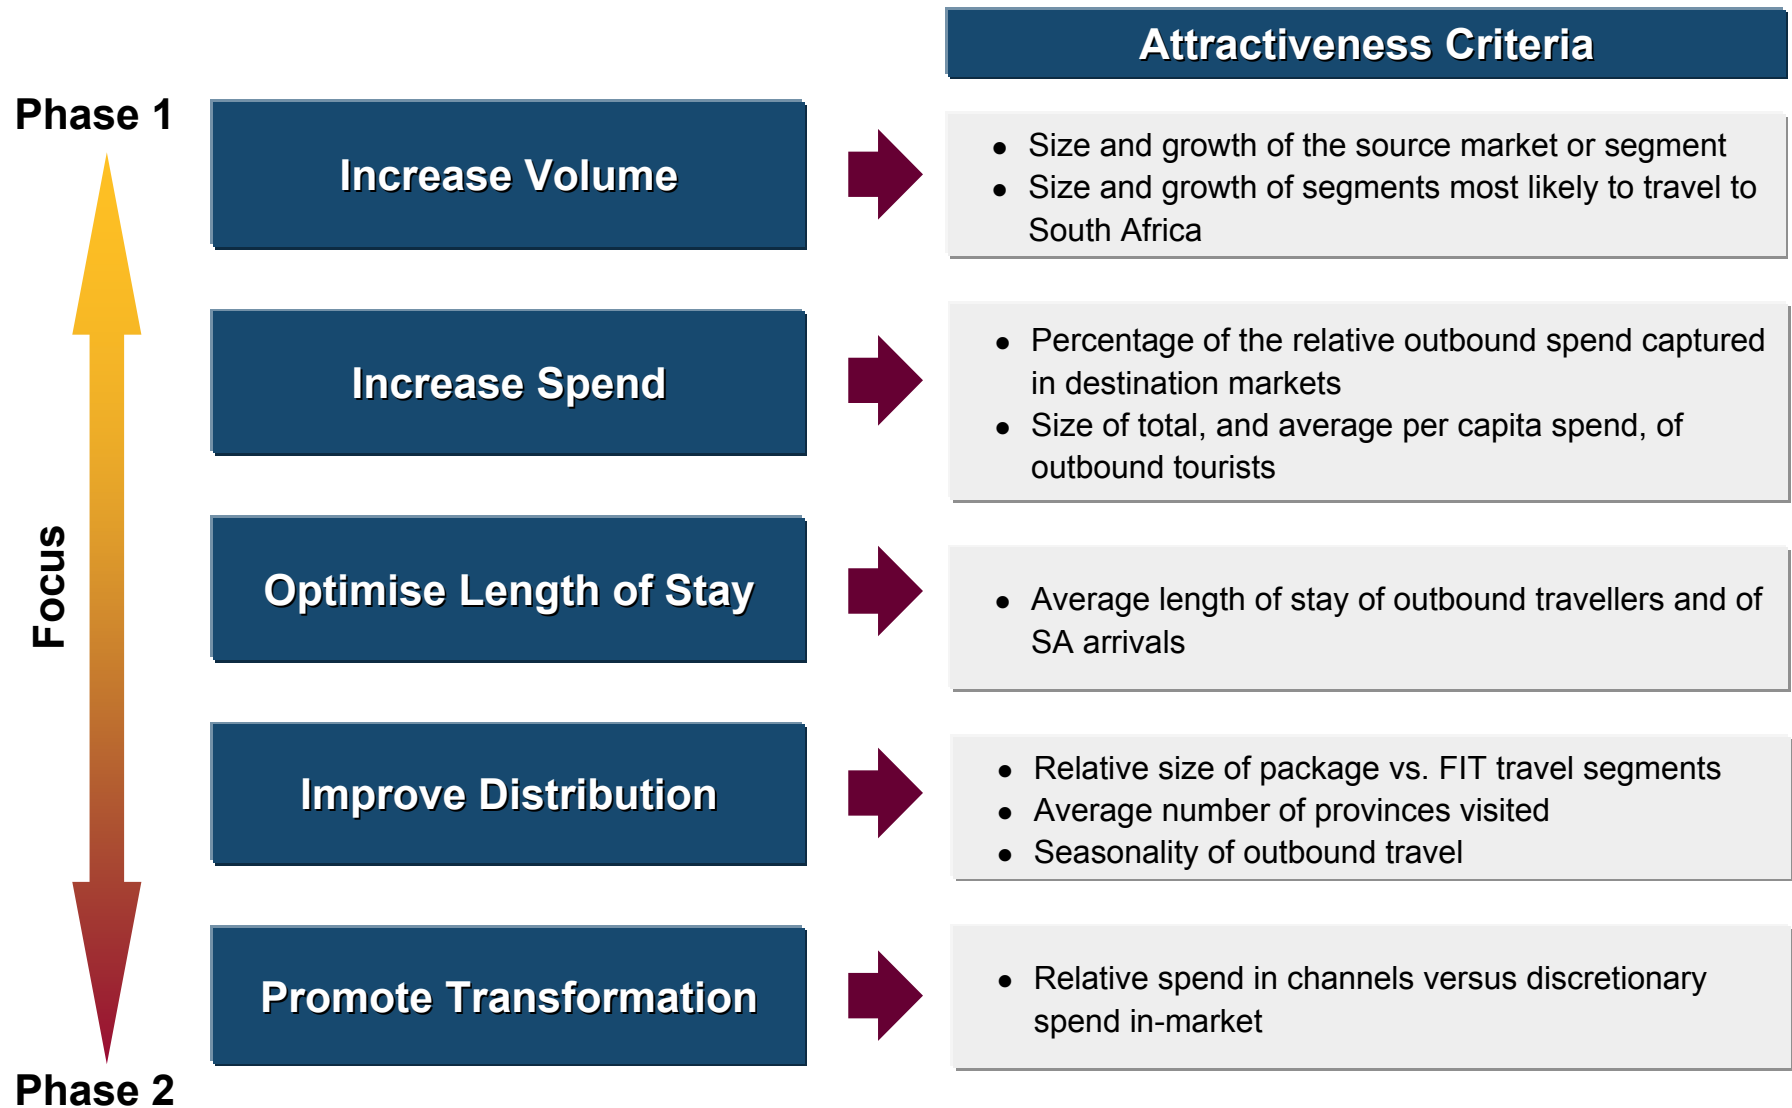 Attractiveness Criteria
Phase 1
Increase Volume
● Size and growth of the source market or segment
● Size and growth of segments most likely to travel to
South Africa
Increase Spend
● Percentage of the relative outbound spend captured
in destination markets
● Size of total, and average per capita spend, of
outbound tourists
Focus
Optimise Length of Stay
● Average length of stay of outbound travellers and of
SA arrivals
Improve Distribution
● Relative size of package vs. FIT travel segments
● Average number of provinces visited
● Seasonality of outbound travel
Promote Transformation
● Relative spend in channels versus discretionary
spend in-market
Phase 2